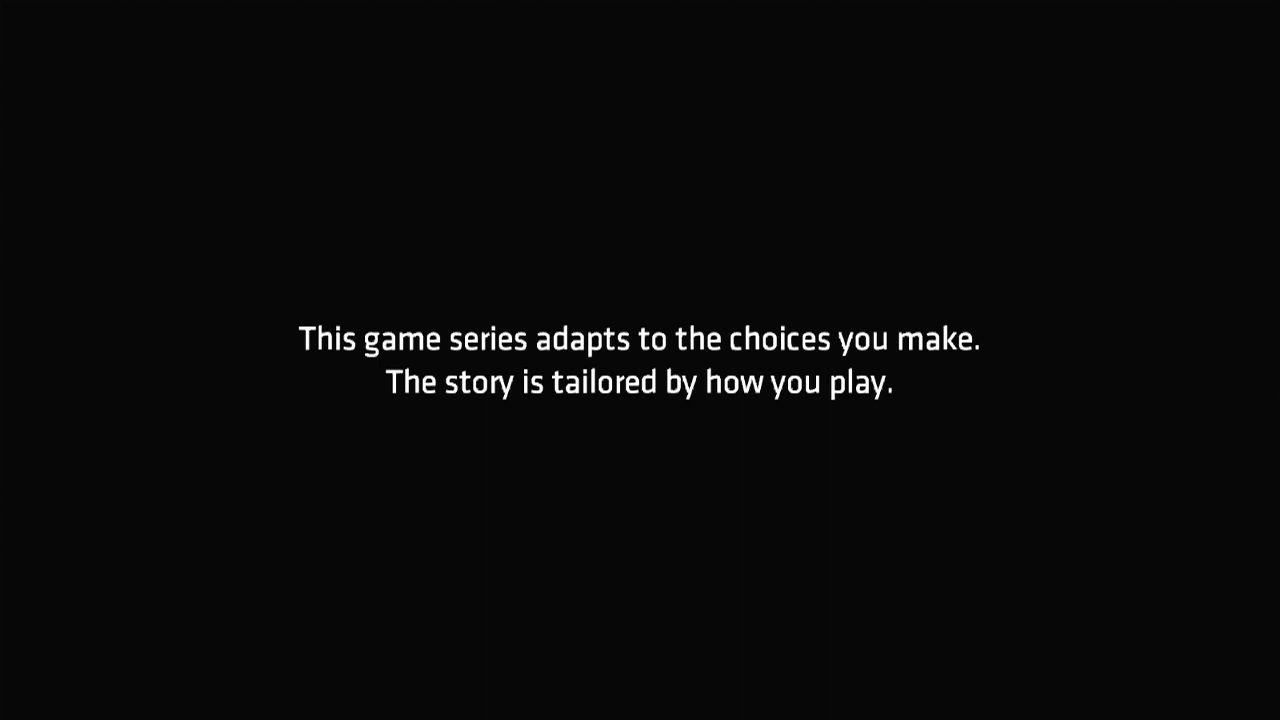 This game series adapts to the choices you make.
The story is tailored by how you play.